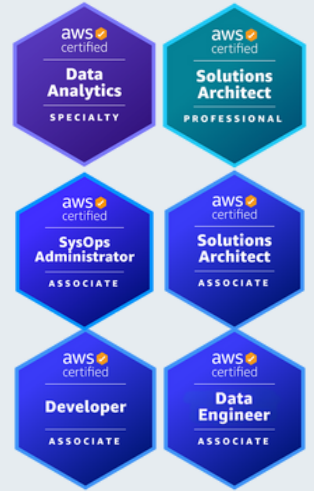 aws
certified
Data
Analytics
SPECIALTY
aws
certified
Solutions
Architect
PROFESSIONAL
aws
certified
SysOps
Administrator
ASSOCIATE
aws
certified
Solutions
Architect
ASSOCIATE
aws
certified
Developer
ASSOCIATE
aws
certified
Data
Engineer
ASSOCIATE